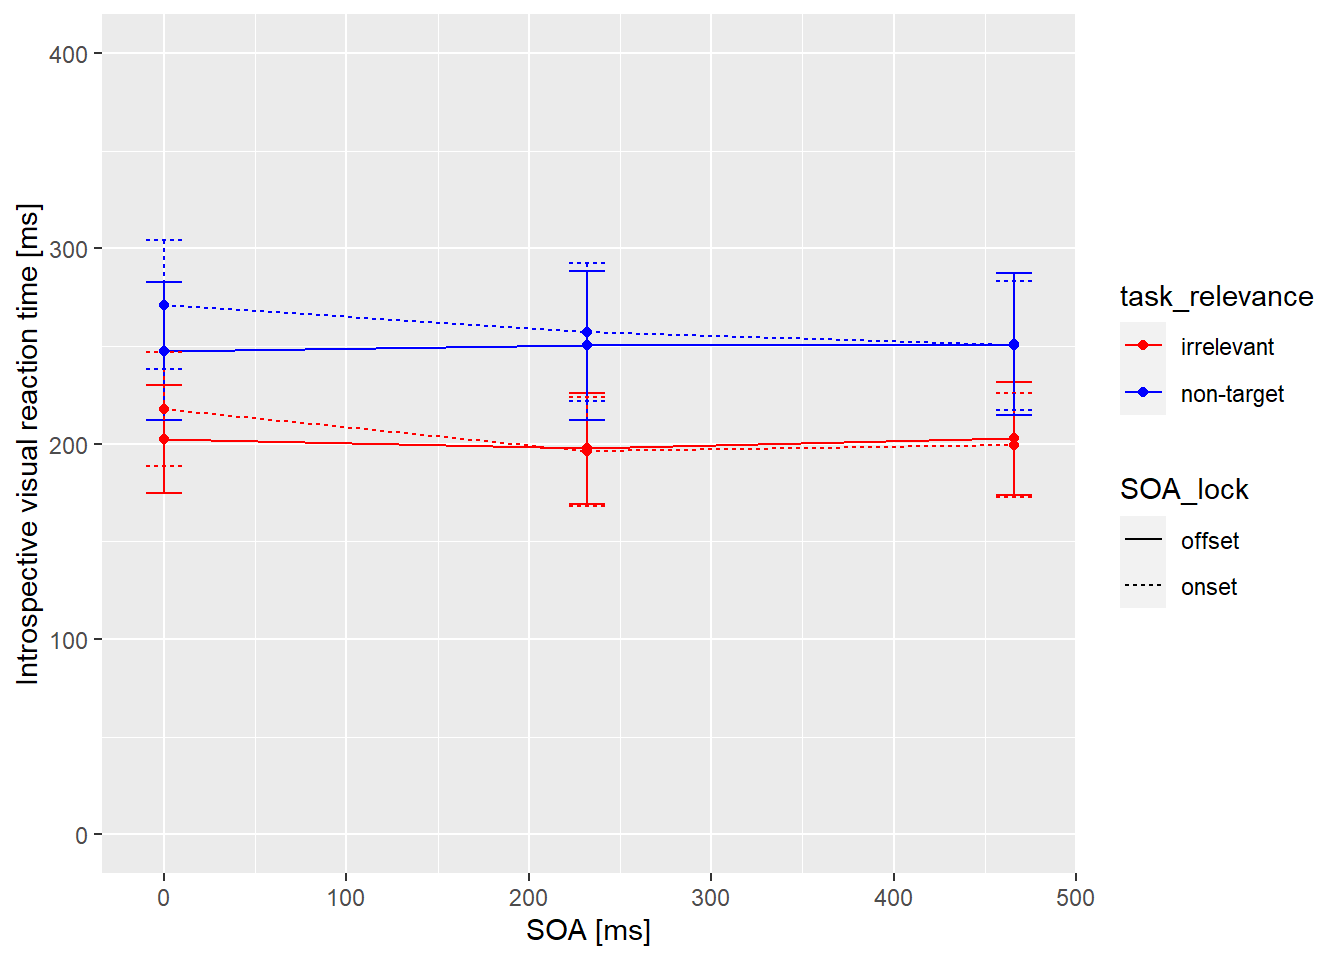 400
300
200
100
0
Introspective visual reaction time [ms]
0 100 200 300 400 500
SOA [ms]
task_relevance
irrelevant
non-target
SOA_lock
offset
onset